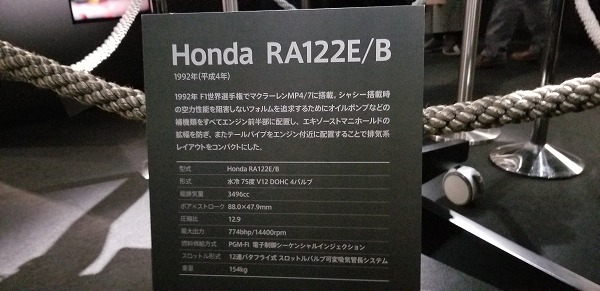 Honda RA122E/B
1992年(平成4年)
1992年 F1世界選手権でマクラーレンMP4/7に搭載。シャシー搭載時
の空力性能を阻害しないフォルムを追求するためにオイルポンプなどの
補機類をすべてエンジン前半部に配置し、エキゾーストマニホールドの
拡幅を防ぎ、またテールパイプをエンジン付近に配置することで排気系
レイアウトをコンパクトにした。
型式 Honda RA122E/B
形式 水冷 75度 V12 DOHC 4バルブ
総排気量 3496cc
ボア×ストローク 88.0×47.9mm
圧縮比 12.9
最大出力 774bhp/14400rpm
燃料供給方式 PGM-FI 電子制御シーケンシャルインジェクション
スロットル形式 12連バタフライ式 スロットルバルブ可変吸気管長システム
重量 154kg